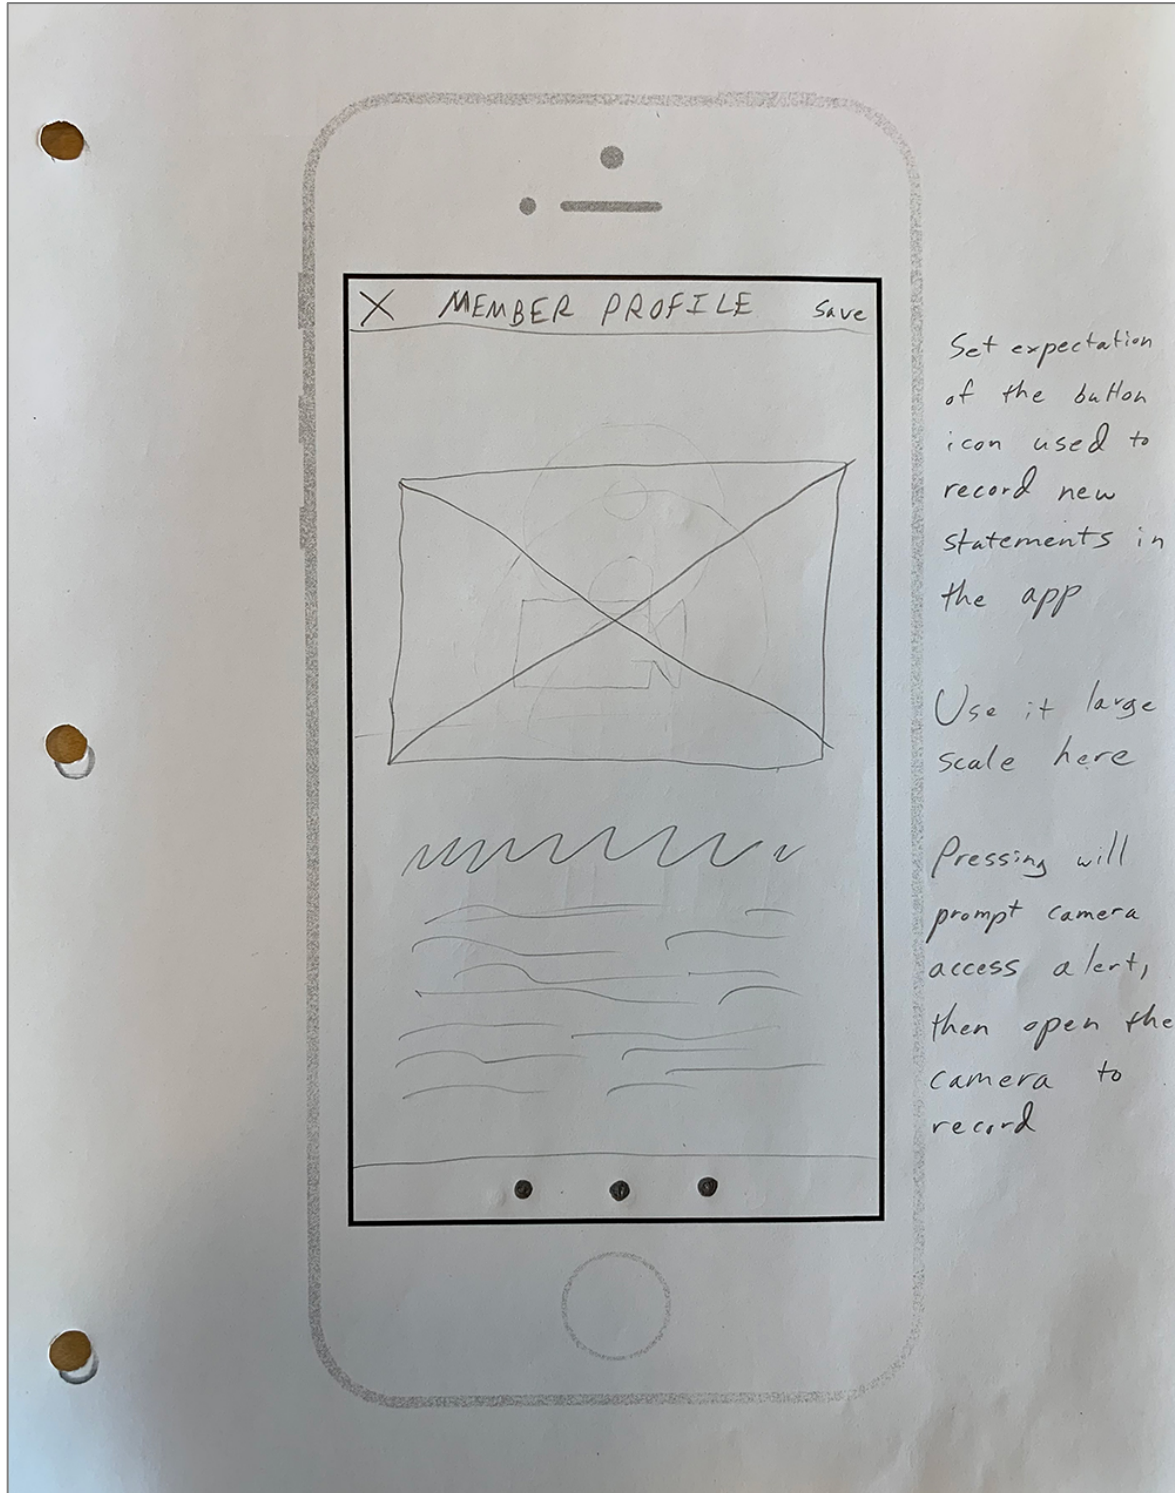 X MEMBER PROFILE Save
Set expectation
of the button
icon used to
record new
statements in
the app
Use it large
scale here
Pressing will
prompt camera
access alert,
then open the
camera to
record